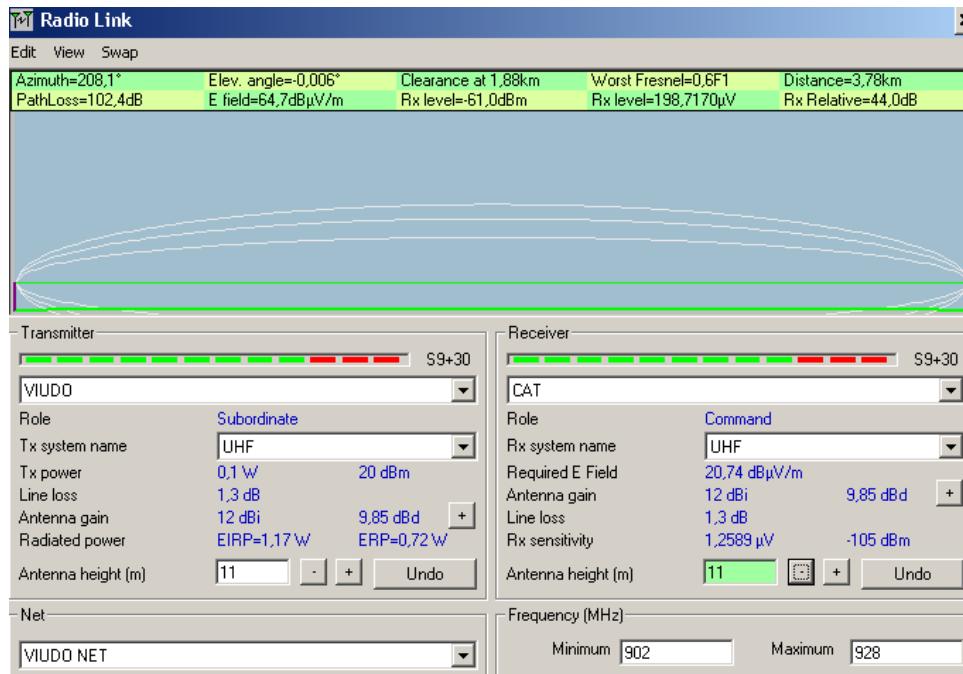 Radio Link
Edit View Swap
Azimuth=208,1° Elev. angle=-0,006° Clearance at 1,88km Worst Fresnel=0,6F1 Distance=3,78km
PathLoss=102,4dB E field=64,7dBµV/m Rx level=-61,0dBm Rx level=198,7170µV Rx Relative=44,0dB
Transmitter
S9+30
VIUDO
Role Subordinate
Tx system name UHF
Tx power 0,1 W 20 dBm
Line loss 1,3 dB
Antenna gain 12 dBi 9,85 dBd +
Radiated power EIRP=1,17 W ERP=0,72 W
Antenna height (m) 11 - + Undo
Net
VIUDO NET
Receiver
S9+30
CAT
Role Command
Rx system name UHF
Required E Field 20,74 dBµV/m
Antenna gain 12 dBi 9,85 dBd +
Line loss 1,3 dB
Rx sensitivity 1,2589 µV -105 dBm
Antenna height (m) 11 - + Undo
Frequency (MHz)
Minimum 902 Maximum 928